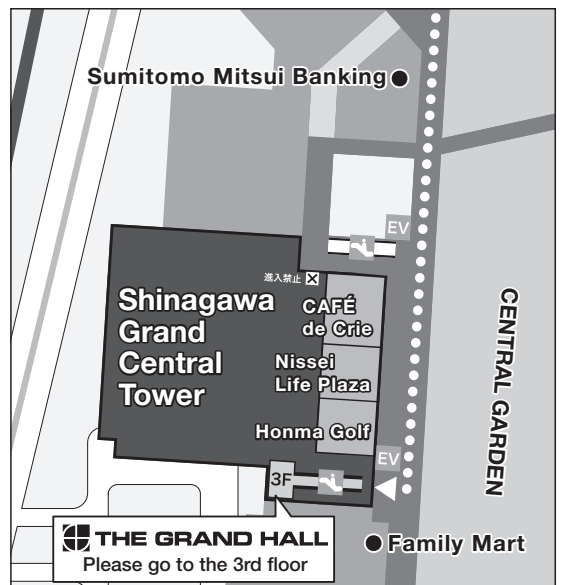 Sumitomo Mitsui Banking
EV
進入禁止
Shinagawa
Grand
Central
Tower
CAFÉ
de Crie
Nissei
Life Plaza
Honma Golf
CENTRAL GARDEN
EV
3F
THE GRAND HALL
Please go to the 3rd floor
Family Mart